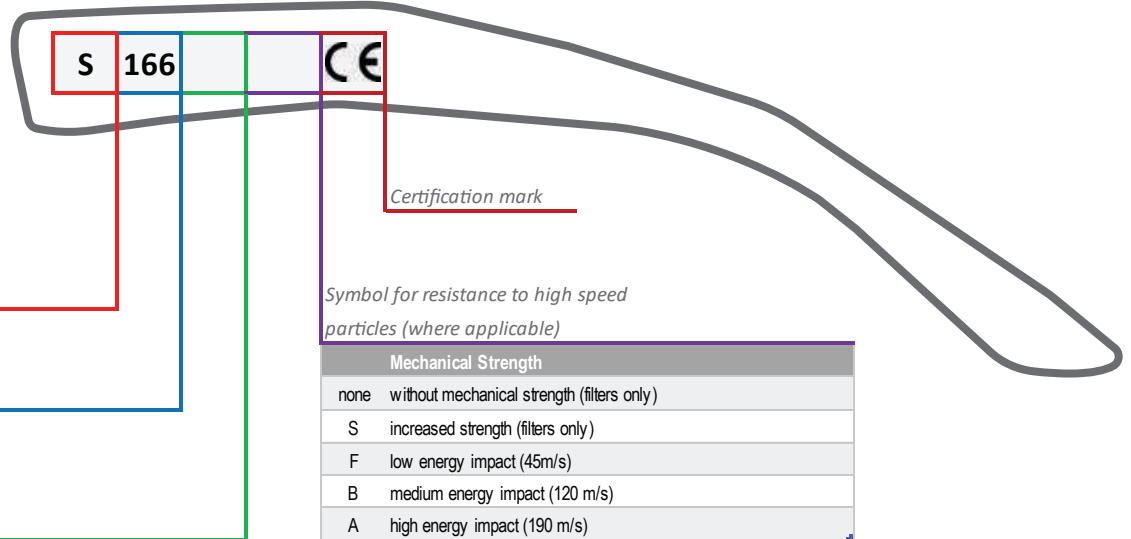 S 166 CE
Certification mark
Symbol for resistance to high speed
particles (where applicable)
Mechanical Strength
none without mechanical strength (filters only)
S increased strength (filters only)
F low energy impact (45m/s)
B medium energy impact (120 m/s)
A high energy impact (190 m/s)